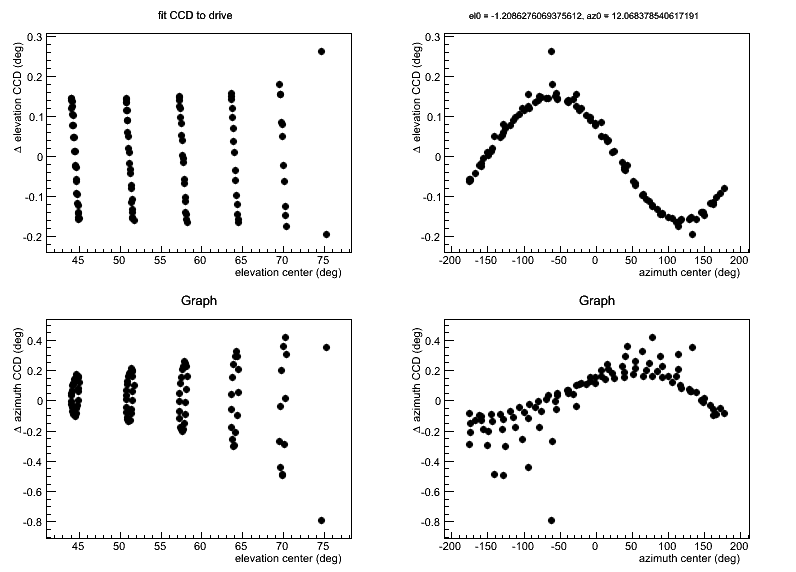 fit CCD to drive
el0 = -1.2086276069375612, az0 = 12.068378540617191
Δ elevation CCD (deg)
0.3
0.2
0.1
0
-0.1
-0.2
45 50 55 60 65 70 75
elevation center (deg)
Δ elevation CCD (deg)
0.3
0.2
0.1
0
-0.1
-0.2
-200 -150 -100 -50 0 50 100 150 200
azimuth center (deg)
Graph
Graph
Δ azimuth CCD (deg)
0.4
0.2
0
-0.2
-0.4
-0.6
-0.8
45 50 55 60 65 70 75
elevation center (deg)
Δ azimuth CCD (deg)
0.4
0.2
0
-0.2
-0.4
-0.6
-0.8
-200 -150 -100 -50 0 50 100 150 200
azimuth center (deg)